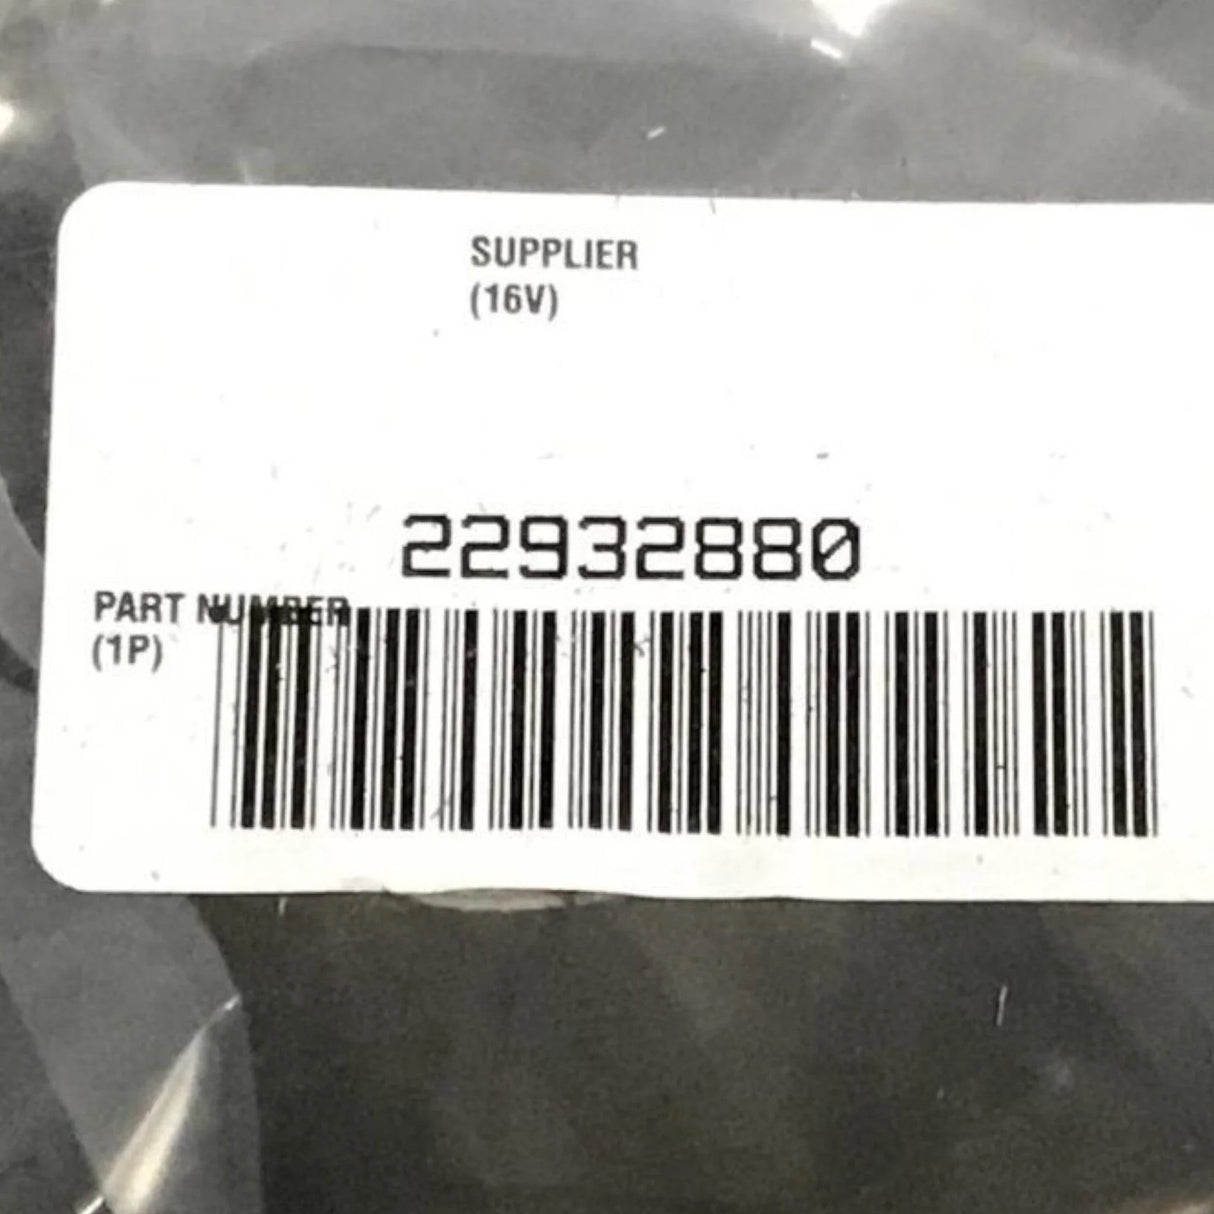 SUPPLIER
(16V)
22932880
PART NUMBER
(1P)